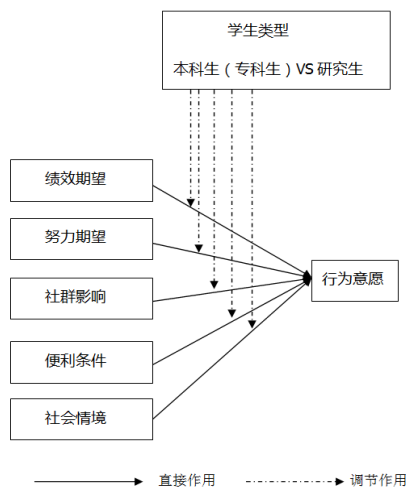 学生类型
本科生（专科生）VS 研究生
绩效期望
努力期望
社群影响
便利条件
社会情境
行为意愿
直接作用
调节作用